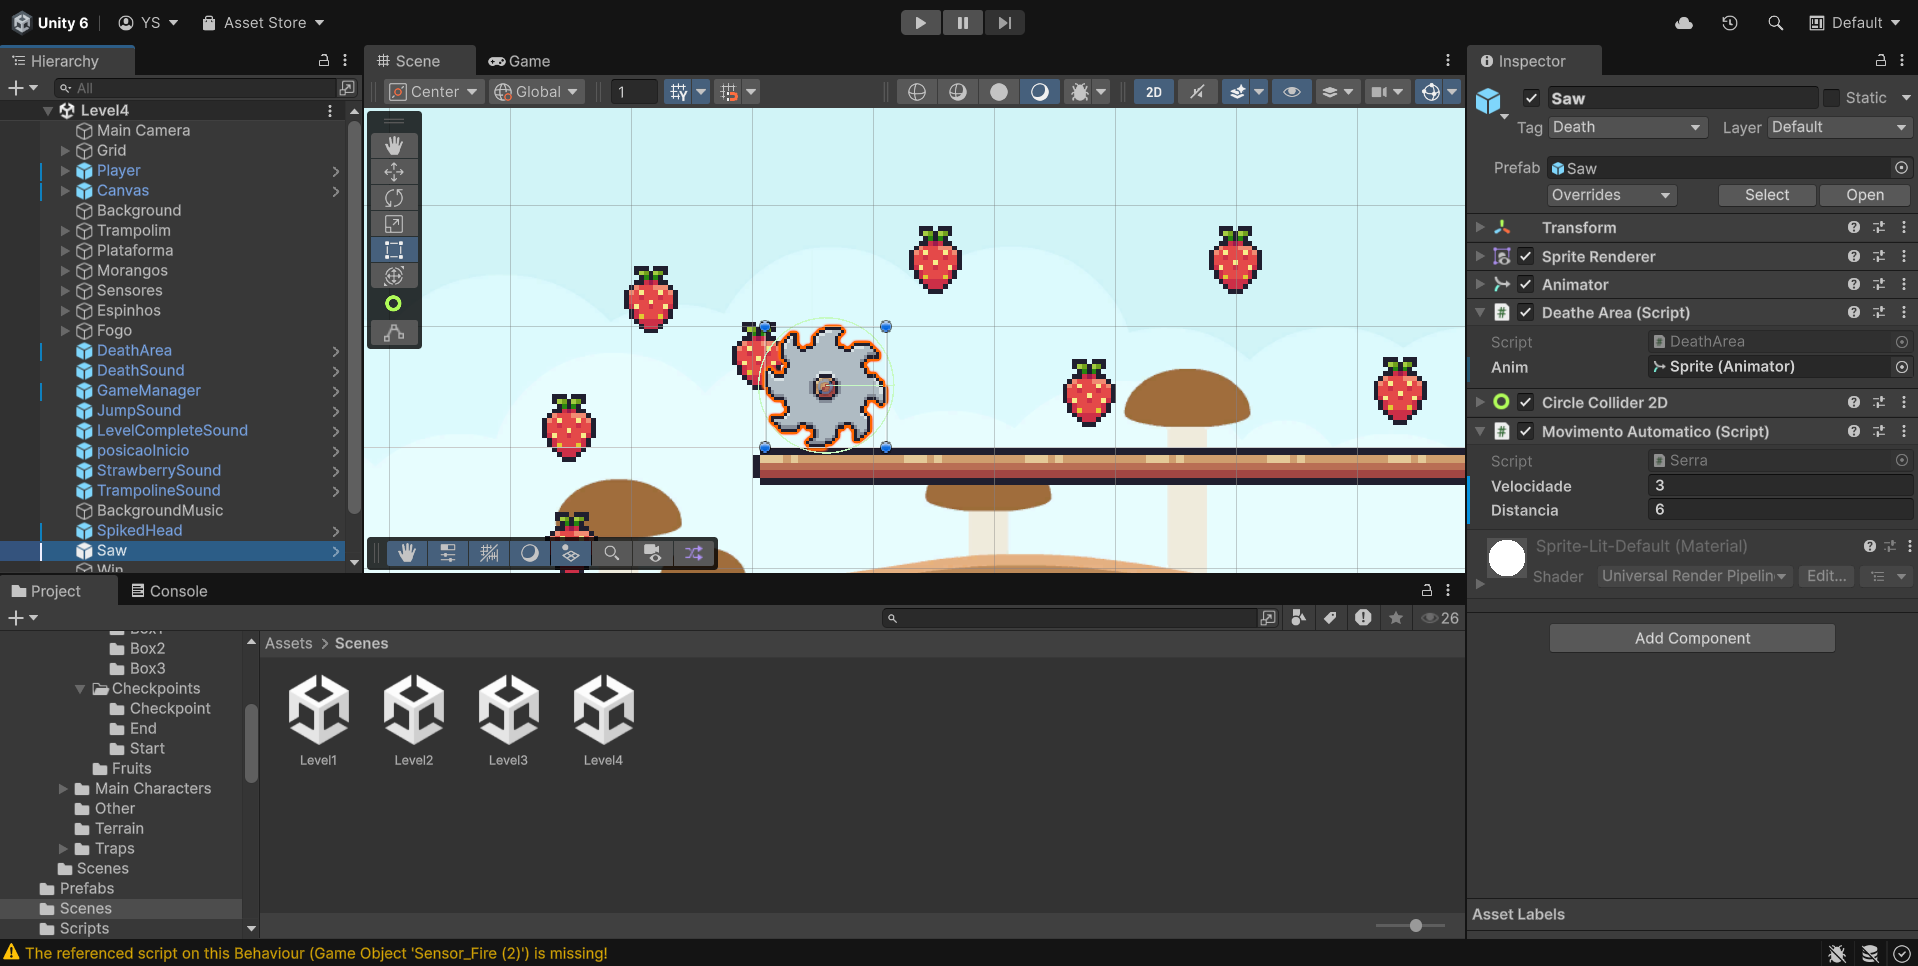 Unity 6
YS
Asset Store
Default
Hierarchy
All
Level4
Main Camera
Grid
Player
Canvas
Background
Trampolim
Plataforma
Morangos
Sensores
Espinhos
Fogo
DeathArea
DeathSound
GameManager
JumpSound
LevelCompleteSound
posicaoInicio
StrawberrySound
TrampolineSound
BackgroundMusic
SpikedHead
Saw
Win
Scene
Game
Center
Global
1
2D
Inspector
Saw
Static
Tag
Death
Layer
Default
Prefab
Saw
Overrides
Select
Open
Transform
Sprite Renderer
Animator
Deathe Area (Script)
Script
DeathArea
Anim
Sprite (Animator)
Circle Collider 2D
Movimento Automatico (Script)
Script
Serra
Velocidade
3
Distancia
6
Sprite-Lit-Default (Material)
Shader
Universal Render Pipelin
Edit...
Add Component
Asset Labels
Project
Console
26
Box1
Box2
Box3
Checkpoints
Checkpoint
End
Start
Fruits
Main Characters
Other
Terrain
Traps
Scenes
Prefabs
Scenes
Scripts
Assets > Scenes
Level1
Level2
Level3
Level4
The referenced script on this Behaviour (Game Object 'Sensor_Fire (2)') is missing!